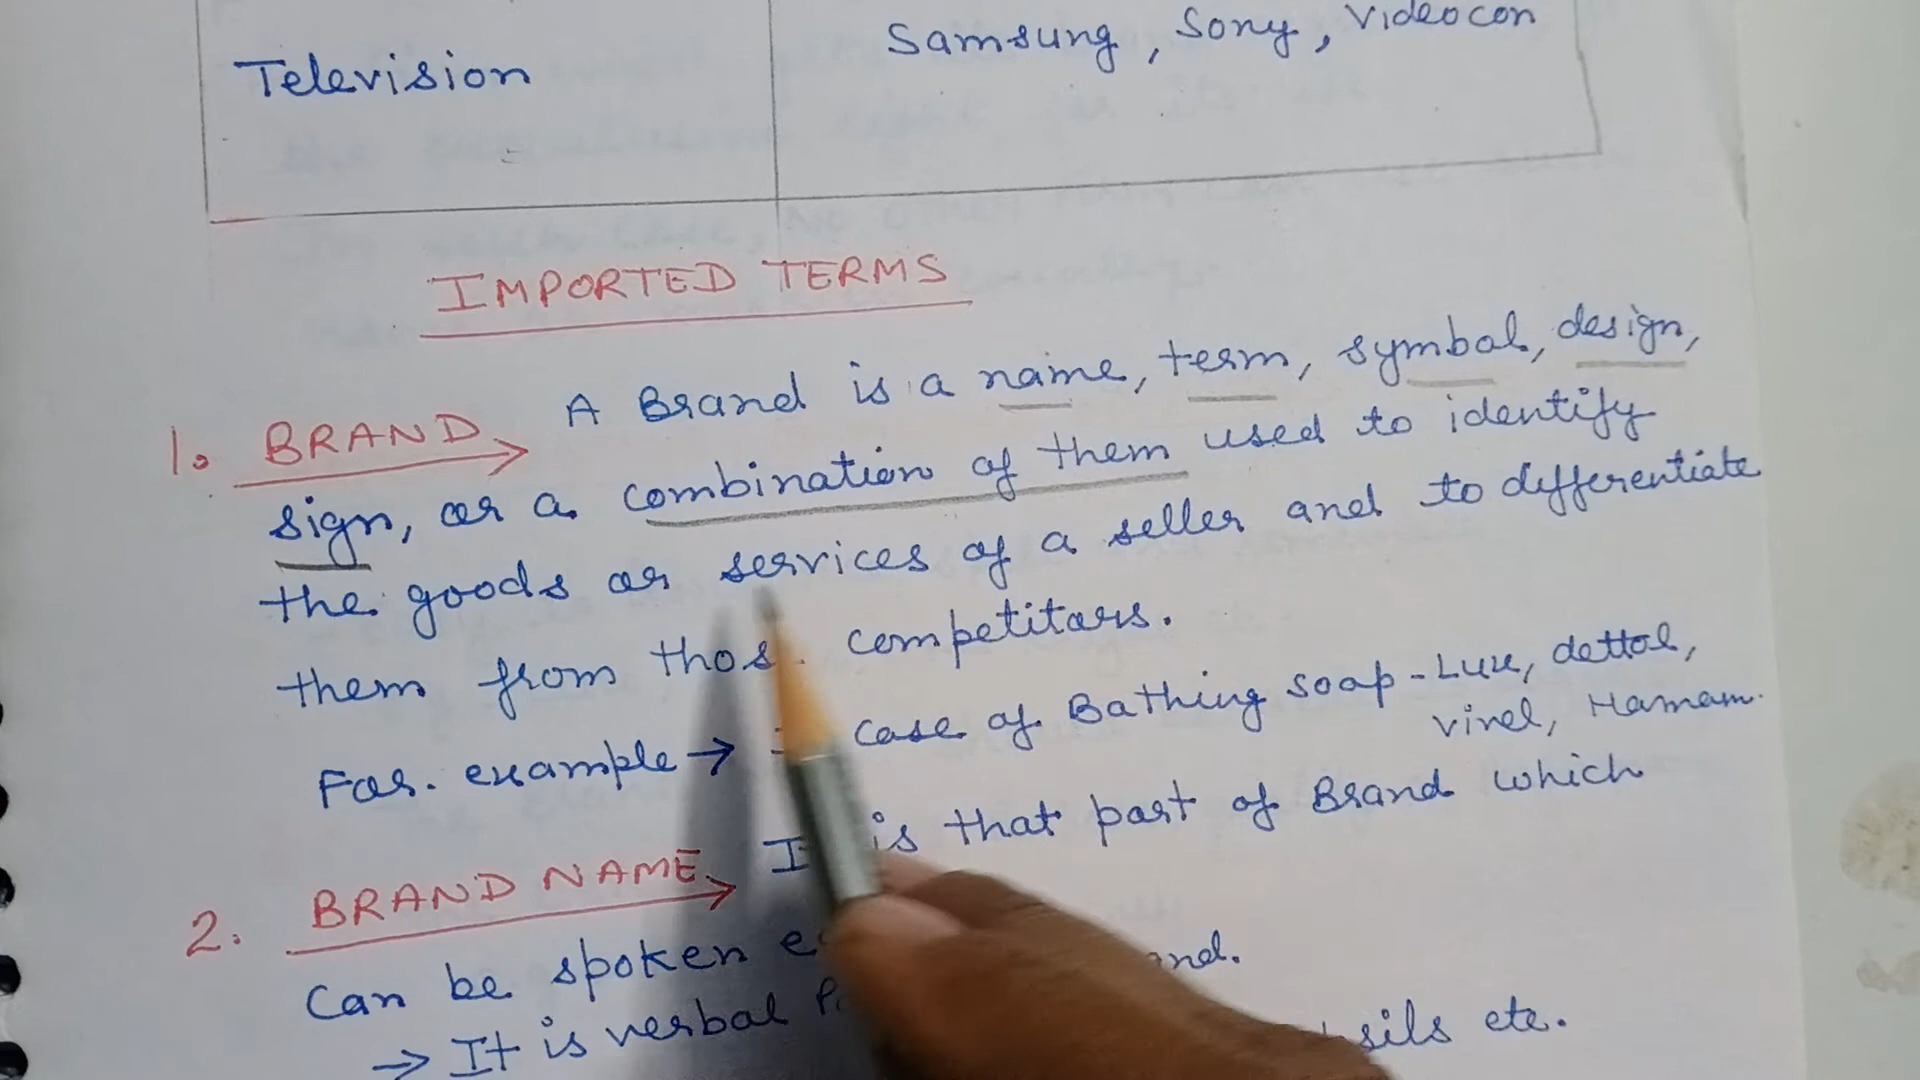 Television
Samsung, Sony, Videocon
IMPORTED TERMS
1. BRAND → A Brand is a name, term, symbol, design,
sign, or a combination of them used to identify
the goods or services of a seller and to differentiate
them from thos competitors.
For. example → case of Bathing soap - Lux, dettol,
virel, Hamam.
2. BRAND NAME → I is that part of Brand which
Can be spoken
→ It is verbal etc.